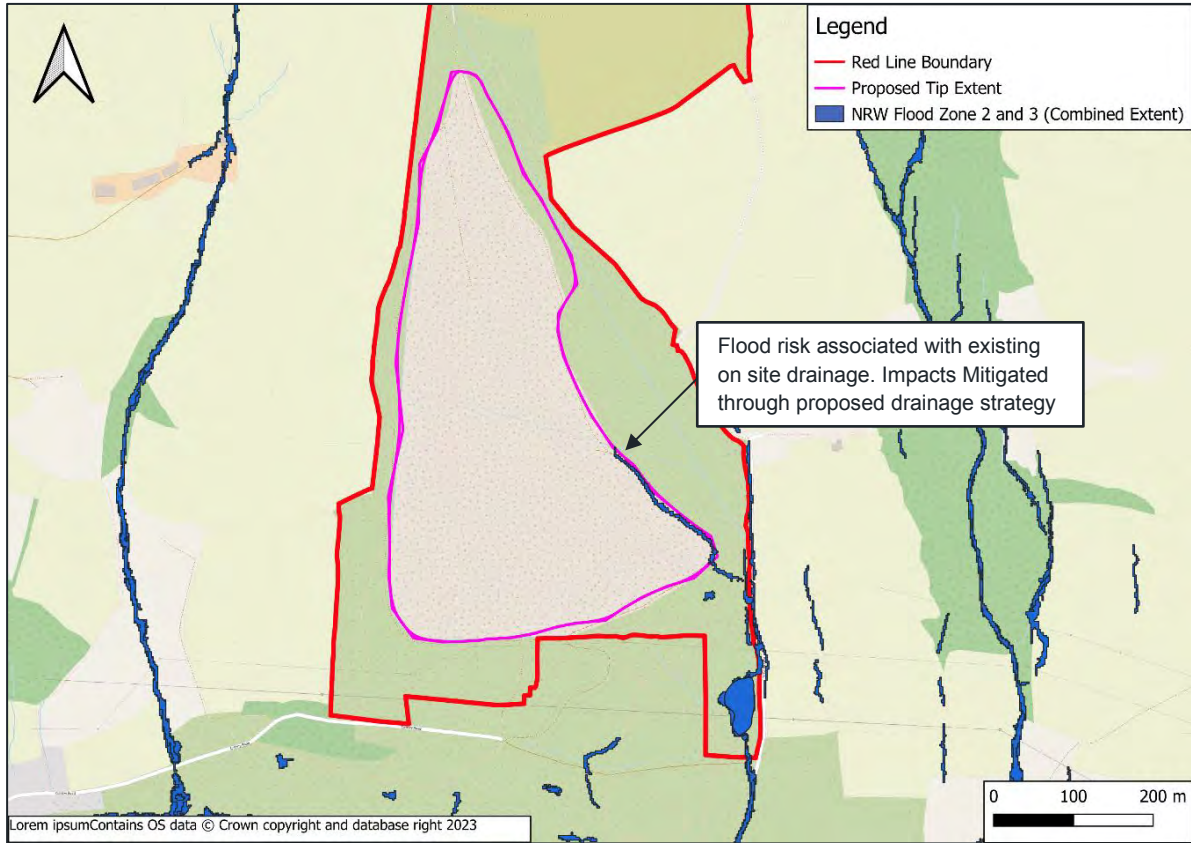 Legend
Red Line Boundary
Proposed Tip Extent
NRW Flood Zone 2 and 3 (Combined Extent)
Flood risk associated with existing
on site drainage. Impacts Mitigated
through proposed drainage strategy
0 100 200 m
Lorem ipsumContains OS data © Crown copyright and database right 2023